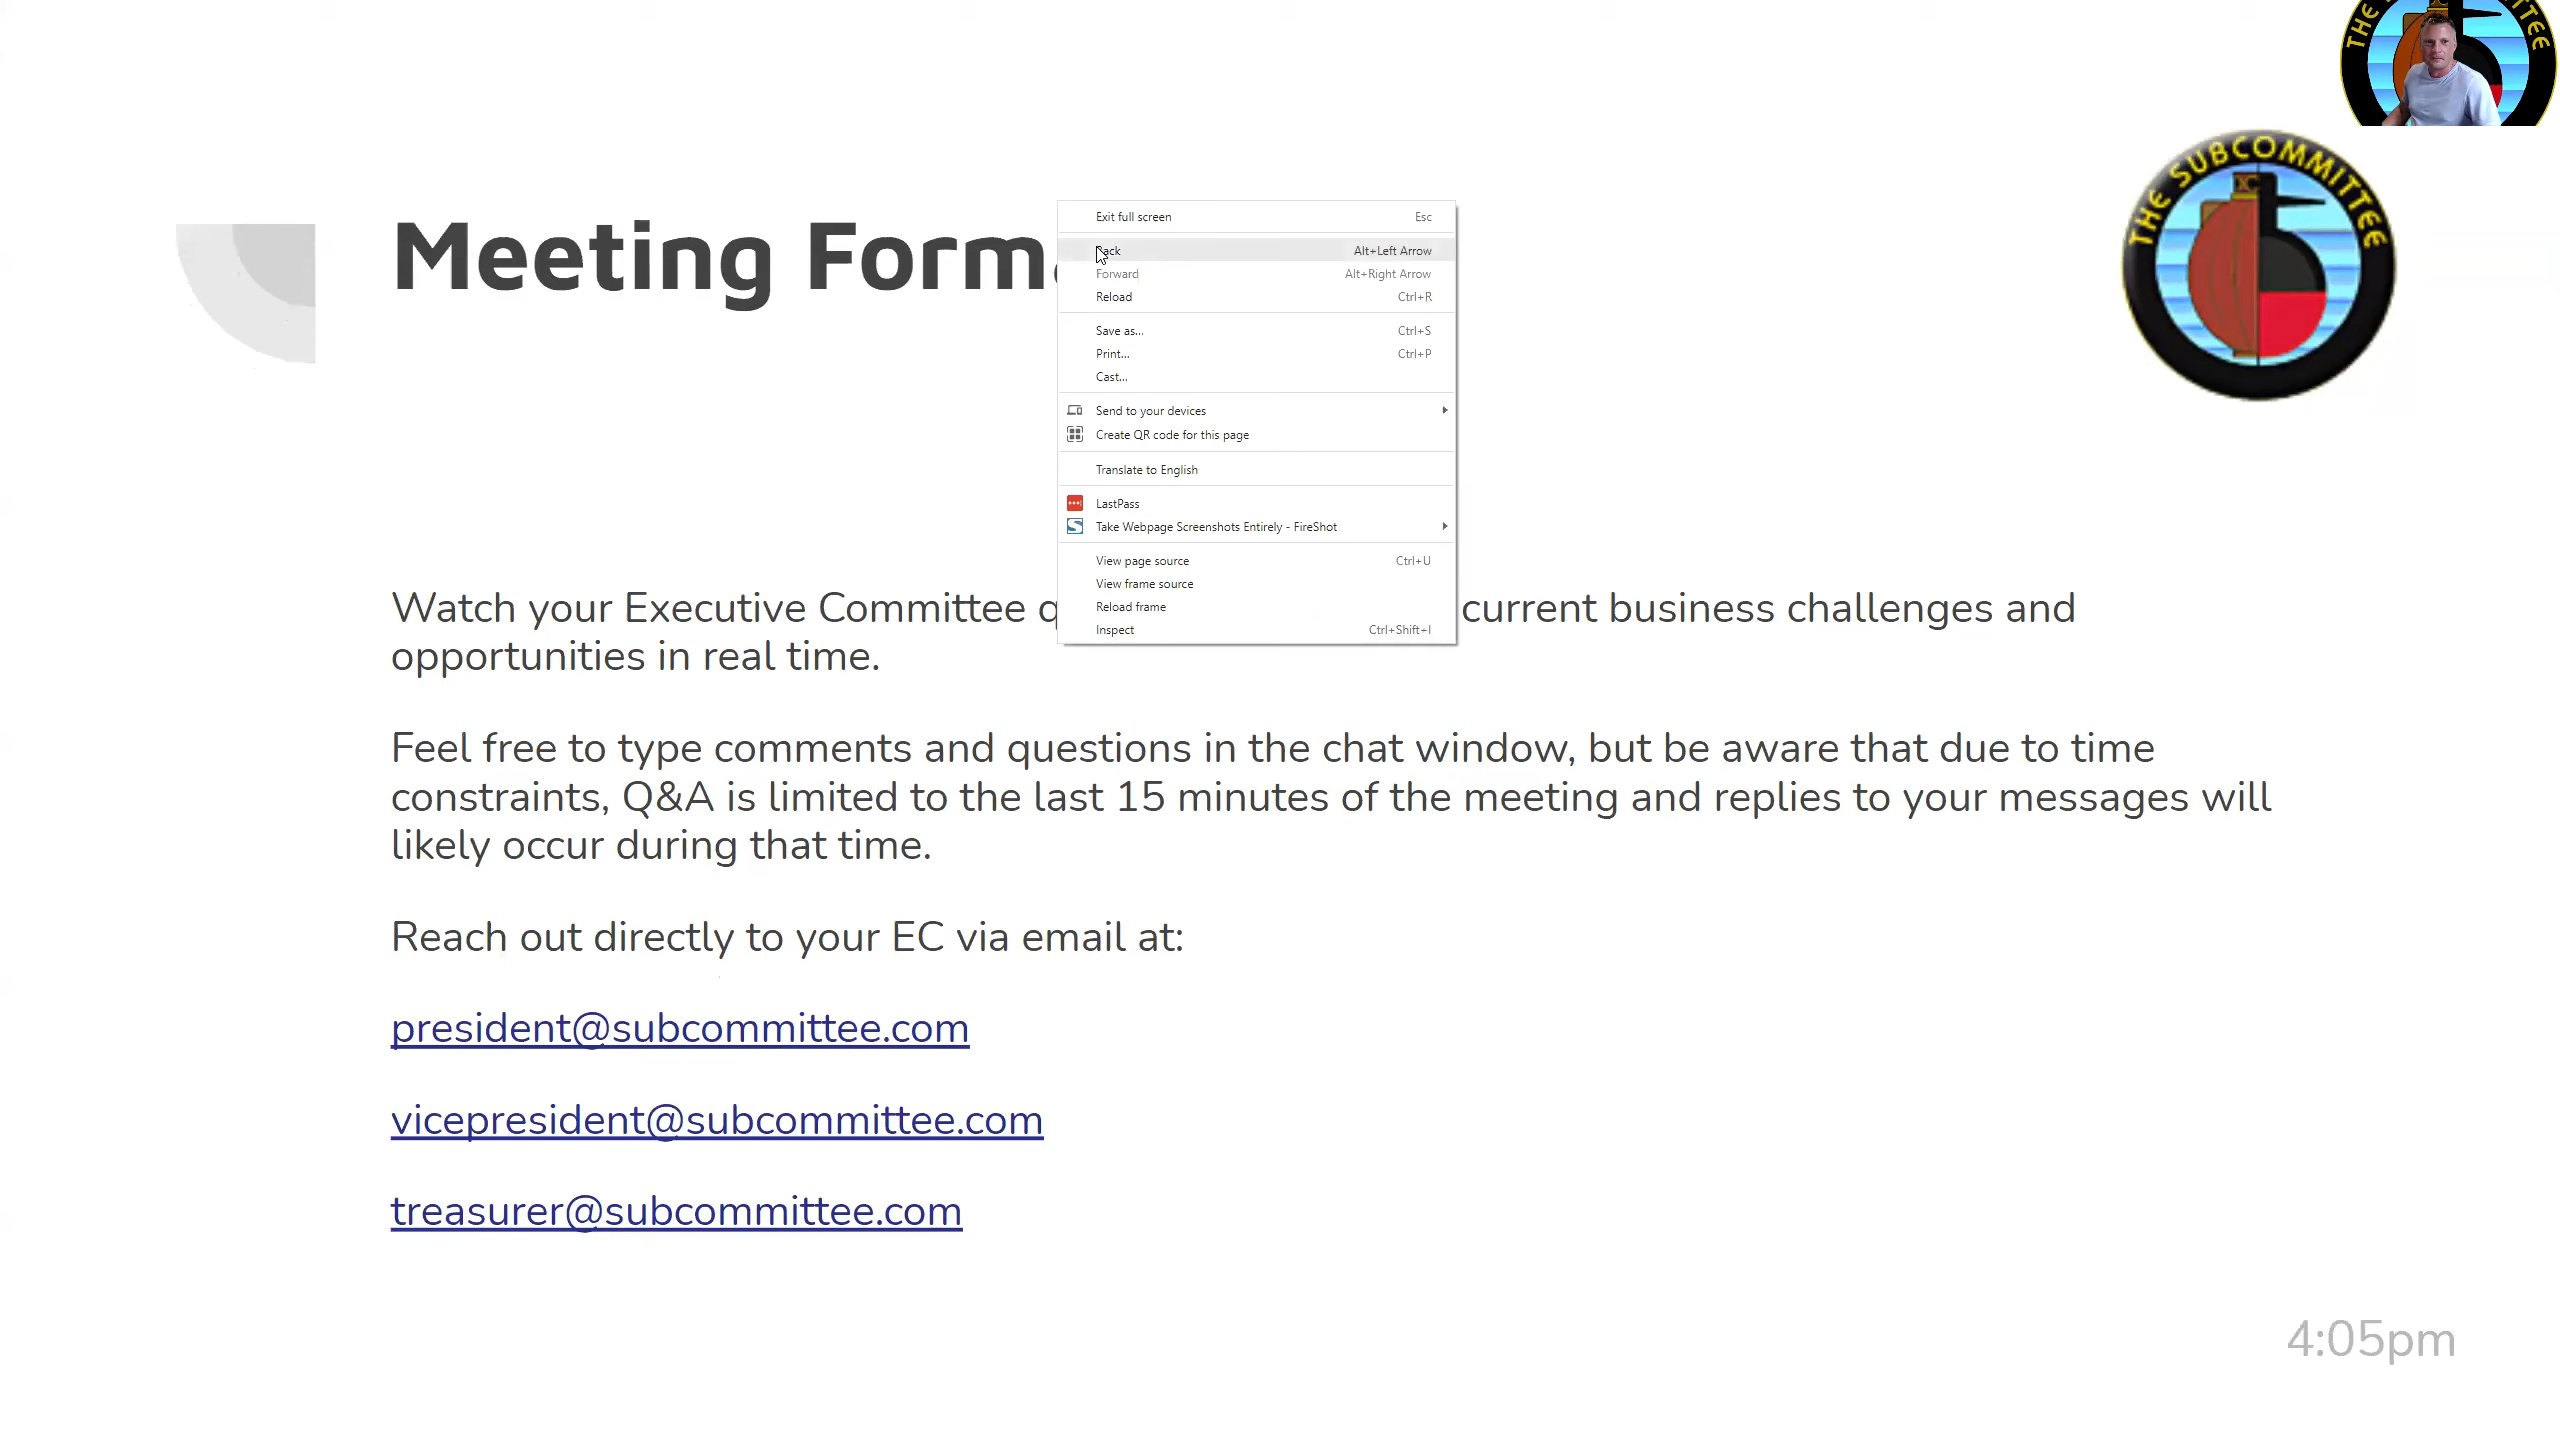 THE SUBCOMMITTEE
Meeting Form
Exit full screen Esc
Back Alt+Left Arrow
Forward Alt+Right Arrow
Reload Ctrl+R
Save as... Ctrl+S
Print... Ctrl+P
Cast...
Send to your devices
Create QR code for this page
Translate to English
LastPass
Take Webpage Screenshots Entirely - FireShot
View page source Ctrl+U
View frame source
Reload frame
Inspect Ctrl+Shift+I
Watch your Executive Committee current business challenges and
opportunities in real time.
Feel free to type comments and questions in the chat window, but be aware that due to time
constraints, Q&A is limited to the last 15 minutes of the meeting and replies to your messages will
likely occur during that time.
Reach out directly to your EC via email at:
president@subcommittee.com
vicepresident@subcommittee.com
treasurer@subcommittee.com
4:05pm